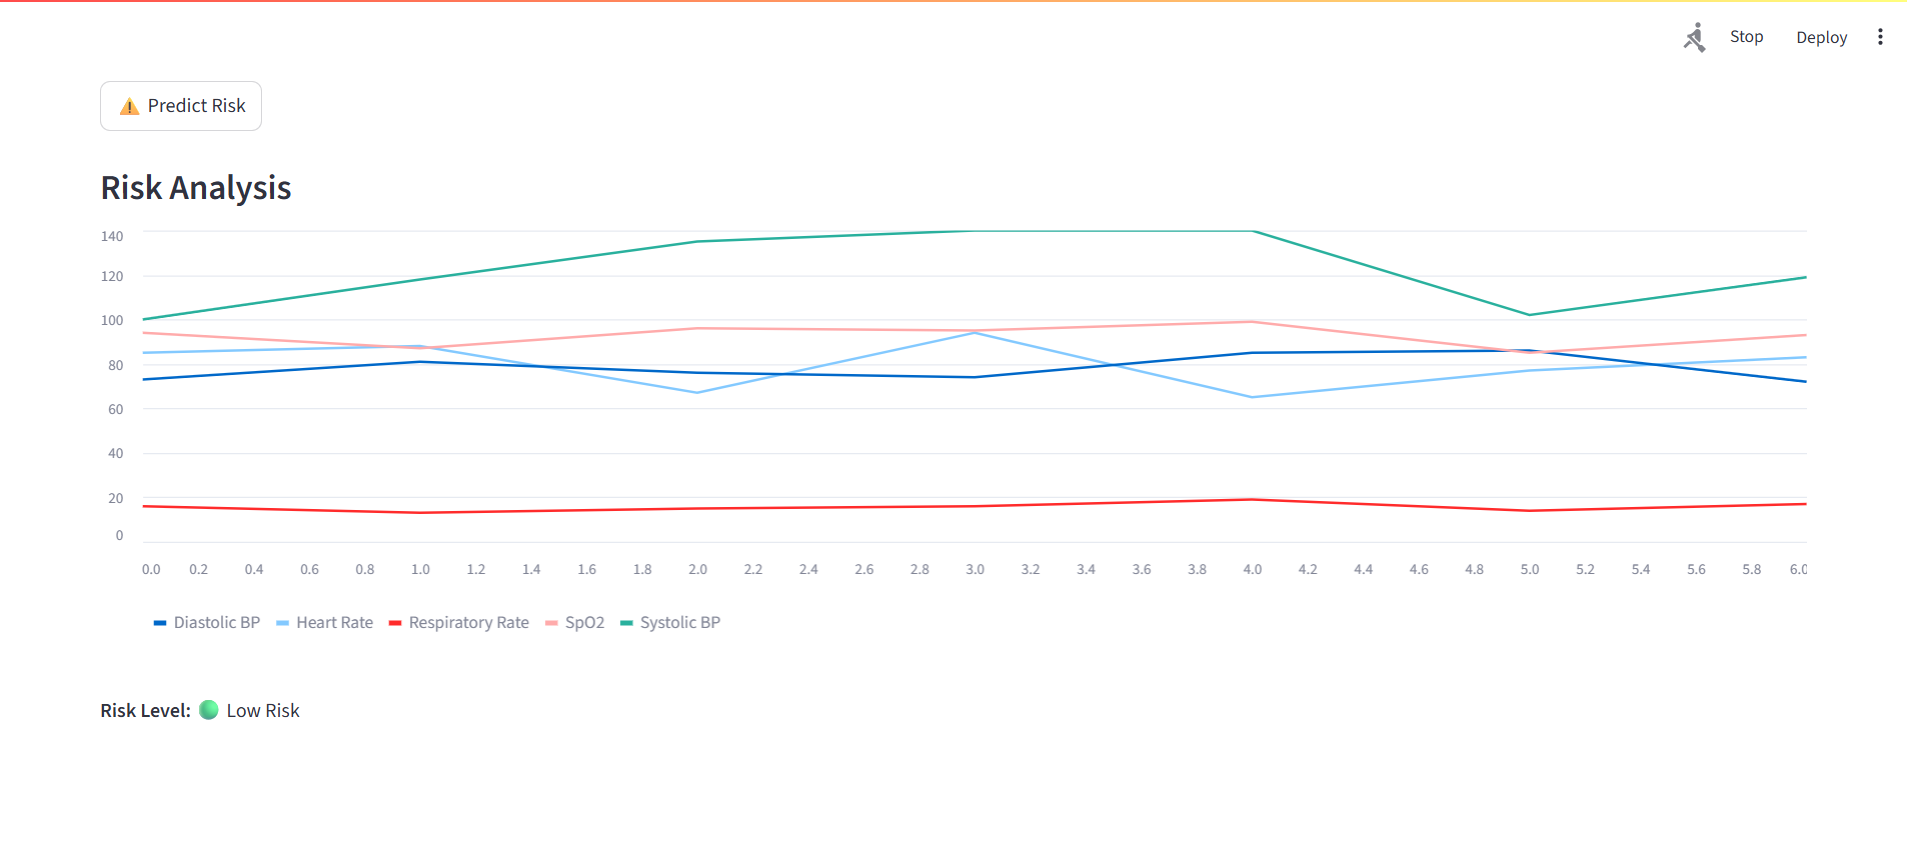 Stop Deploy
⚠️ Predict Risk
Risk Analysis
140
120
100
80
60
40
20
0
0.0 0.2 0.4 0.6 0.8 1.0 1.2 1.4 1.6 1.8 2.0 2.2 2.4 2.6 2.8 3.0 3.2 3.4 3.6 3.8 4.0 4.2 4.4 4.6 4.8 5.0 5.2 5.4 5.6 5.8 6.0
Diastolic BP Heart Rate Respiratory Rate SpO2 Systolic BP
Risk Level: 🟢 Low Risk